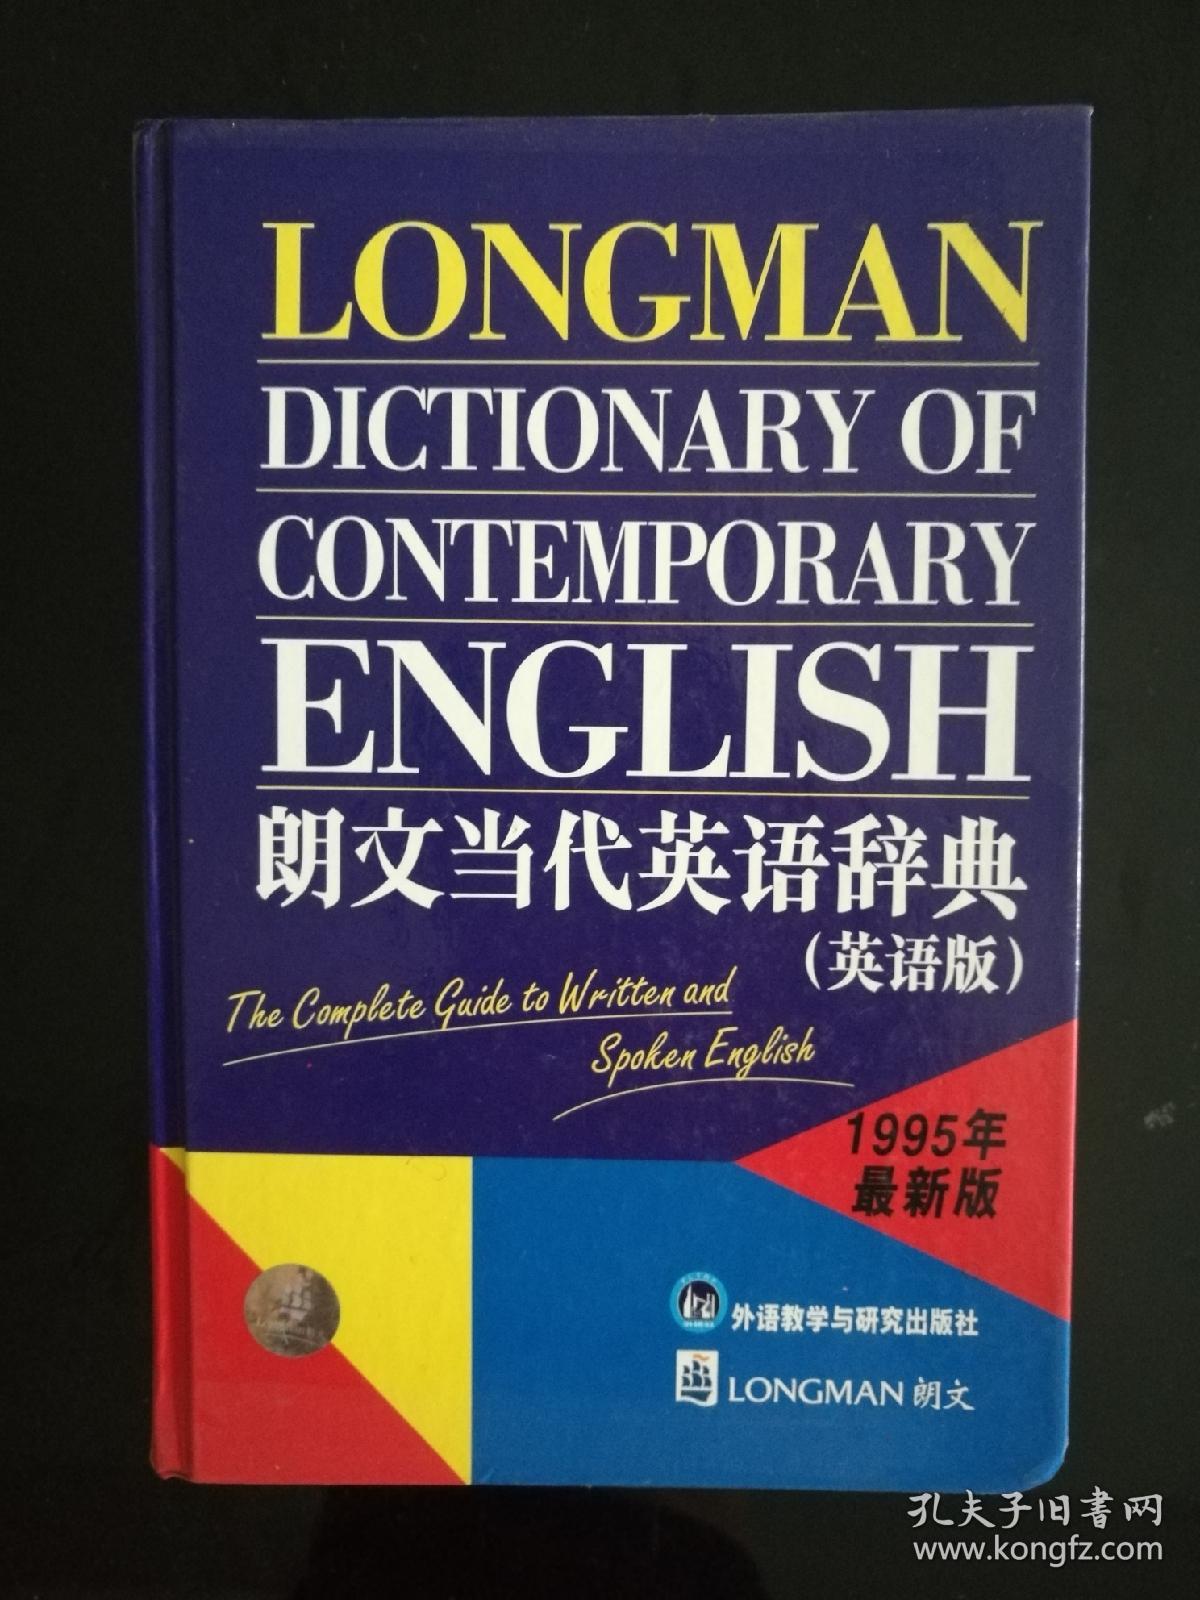 LONGMAN
DICTIONARY OF
CONTEMPORARY
ENGLISH
朗文当代英语辞典
(英语版)
The Complete Guide to Written and
Spoken English
1995年
最新版
外语教学与研究出版社
LONGMAN 朗文
孔夫子旧书网
www.kongfz.com